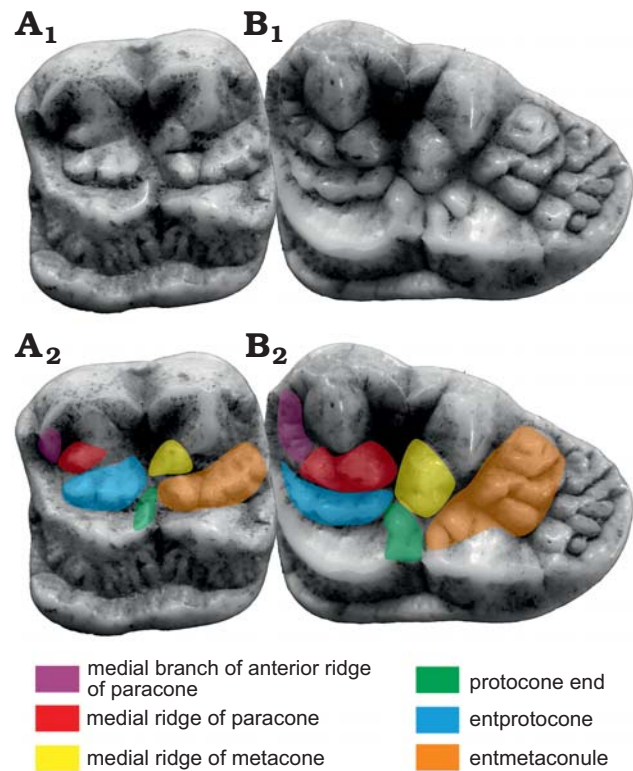 A1 B1
A2 B2
medial branch of anterior ridge
of paracone
medial ridge of paracone
medial ridge of metacone
protocone end
entprotocone
entmetaconule